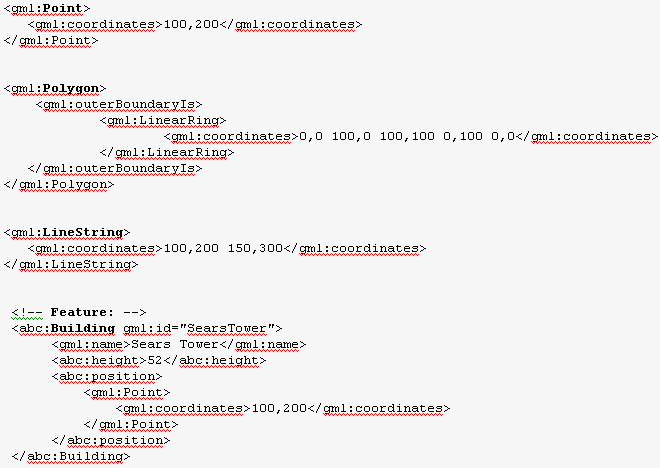 <gml:Point>
<gml:coordinates>100,200</gml:coordinates>
</gml:Point>
<gml:Polygon>
<gml:outerBoundaryIs>
<gml:LinearRing>
<gml:coordinates>0,0 100,0 100,100 0,100 0,0</gml:coordinates>
</gml:LinearRing>
</gml:outerBoundaryIs>
</gml:Polygon>
<gml:LineString>
<gml:coordinates>100,200 150,300</gml:coordinates>
</gml:LineString>
<!-- Feature: -->
<abc:Building gml:id="SearsTower">
<gml:name>Sears Tower</gml:name>
<abc:height>52</abc:height>
<abc:position>
<gml:Point>
<gml:coordinates>100,200</gml:coordinates>
</gml:Point>
</abc:position>
</abc:Building>